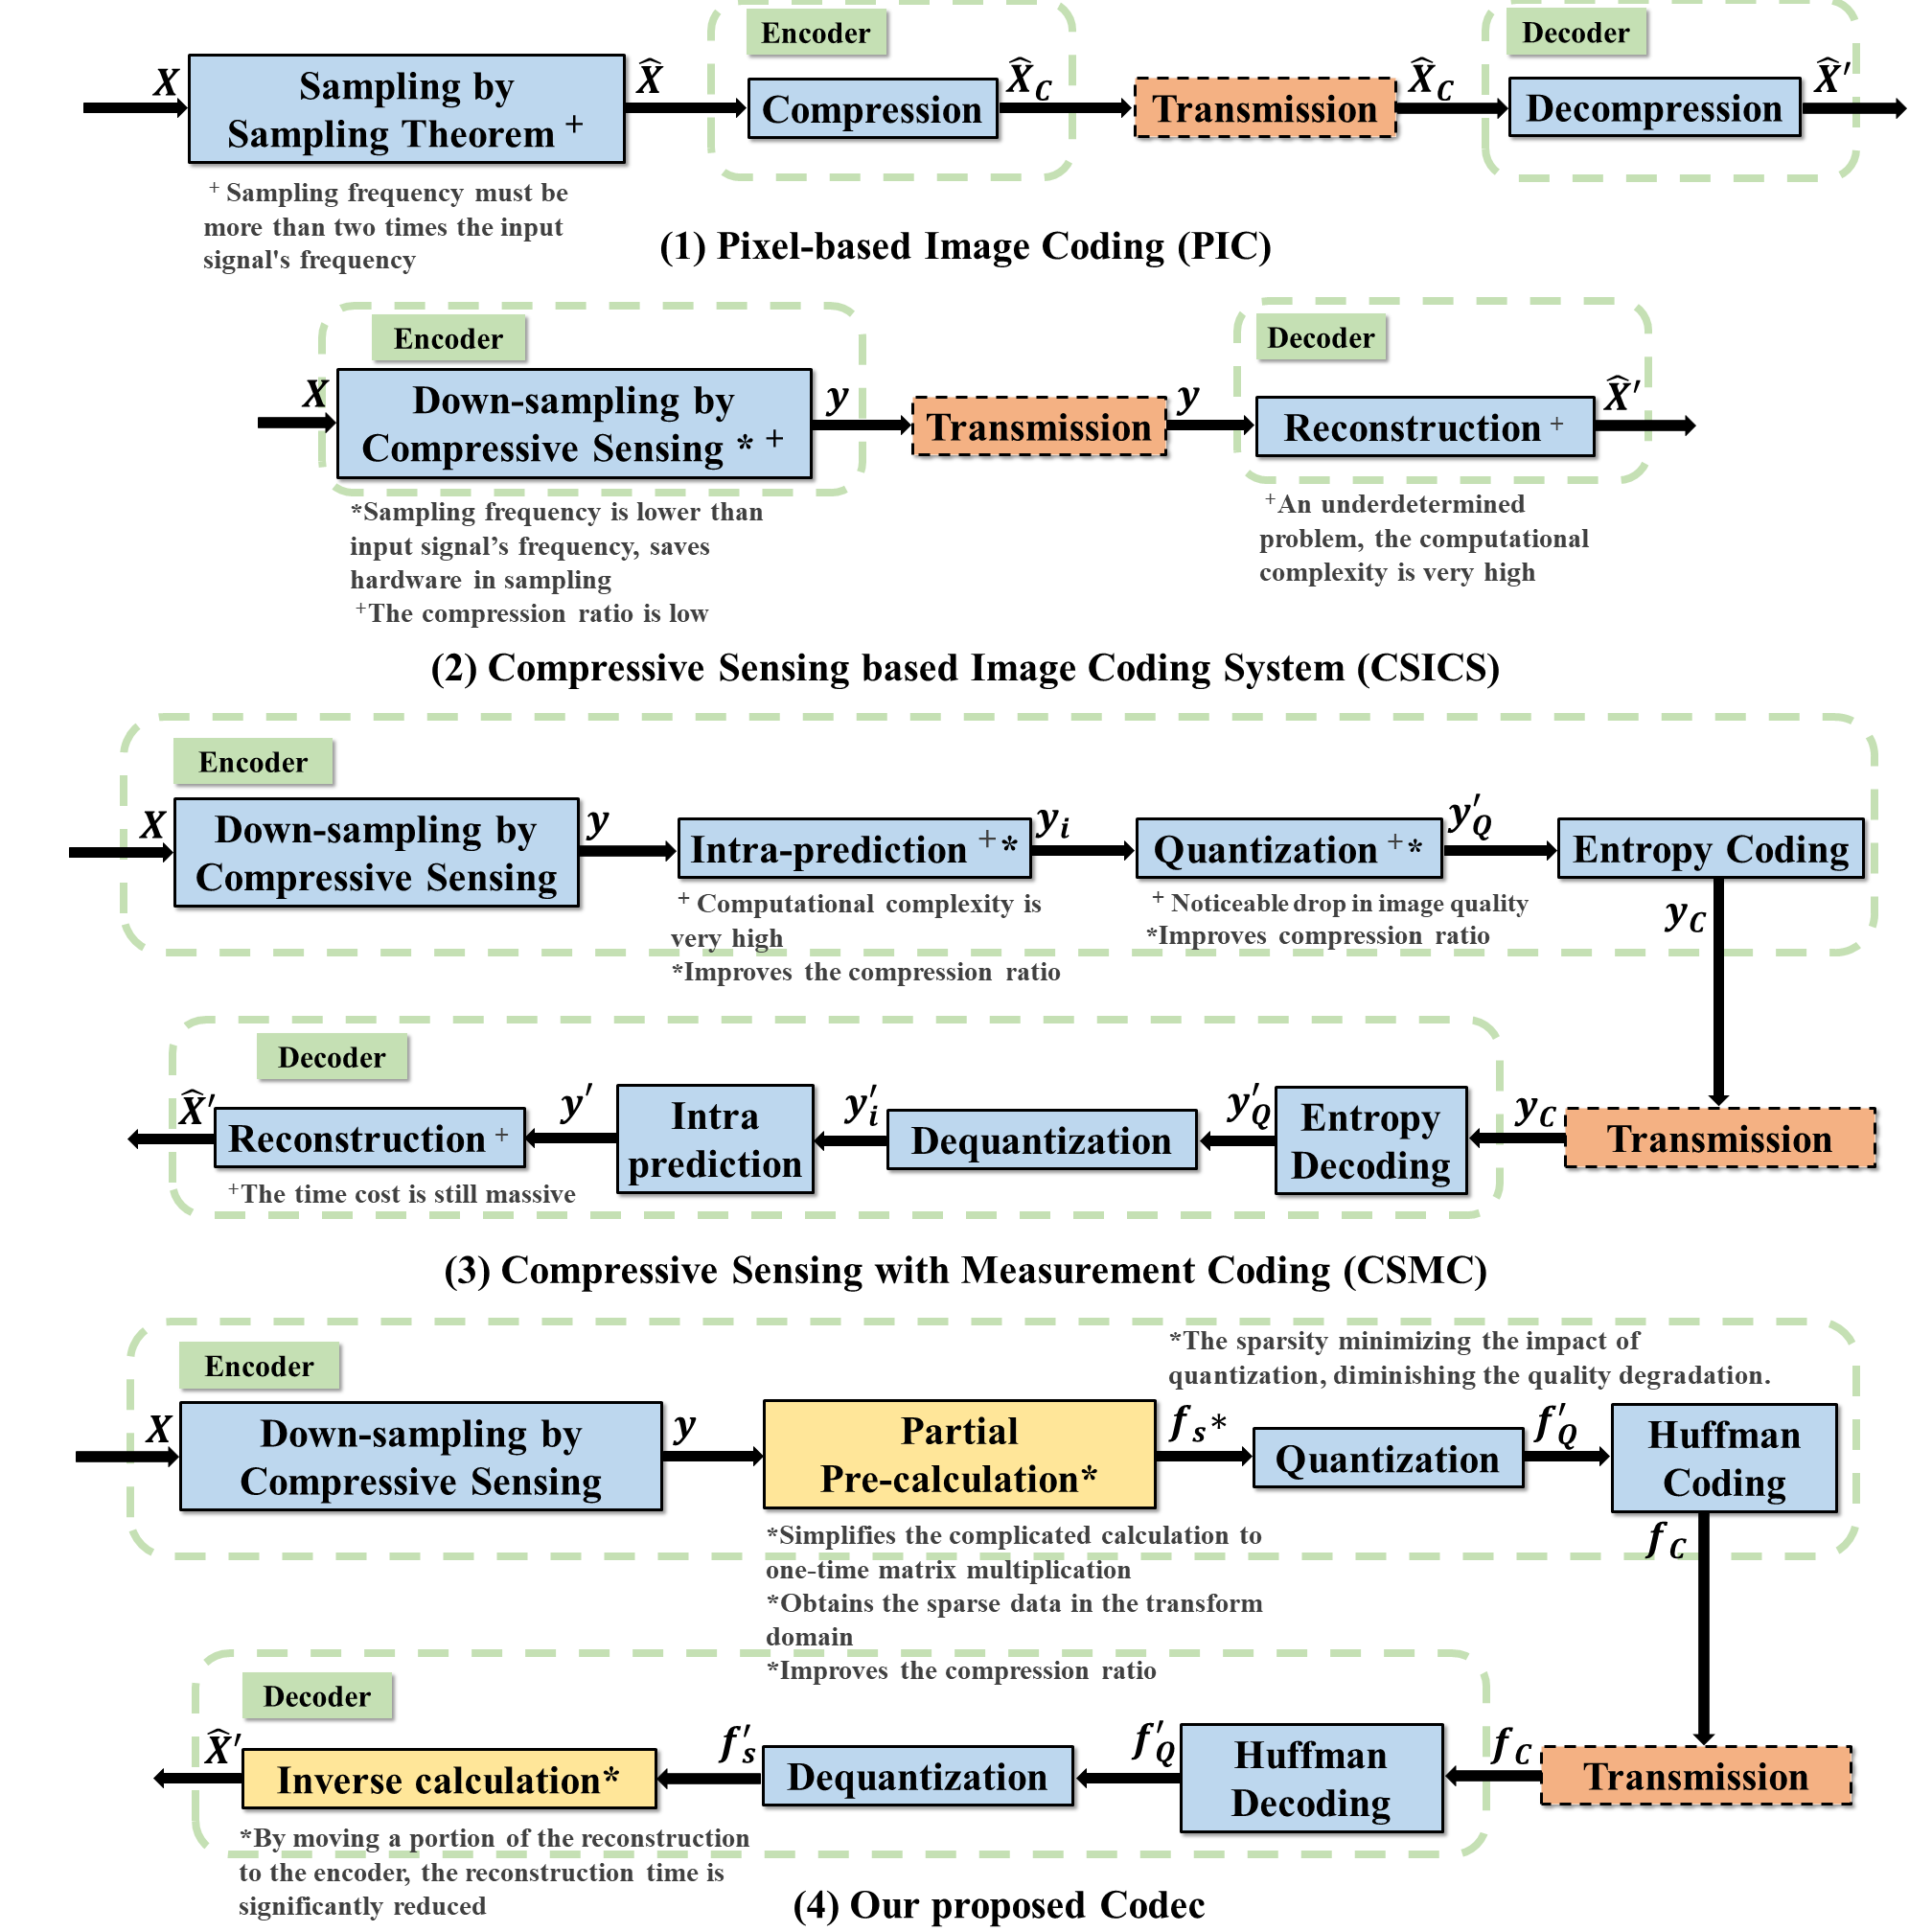 Encoder
Decoder
X
Sampling by
Sampling Theorem +
X̂
Compression
X̂_C
Transmission
X̂_C
Decompression
X̂′
+ Sampling frequency must be
more than two times the input
signal's frequency
(1) Pixel-based Image Coding (PIC)
Encoder
Decoder
X
Down-sampling by
Compressive Sensing * +
y
Transmission
y
Reconstruction +
X̂′
*Sampling frequency is lower than
input signal’s frequency, saves
hardware in sampling
+The compression ratio is low
+An underdetermined
problem, the computational
complexity is very high
(2) Compressive Sensing based Image Coding System (CSICS)
Encoder
X
Down-sampling by
Compressive Sensing
y
Intra-prediction +*
y_i
Quantization +*
y′_Q
Entropy Coding
+ Computational complexity is
very high
*Improves the compression ratio
+ Noticeable drop in image quality
*Improves compression ratio
y_C
Decoder
X̂′
Reconstruction +
y′
Intra
prediction
y′_i
Dequantization
y′_Q
Entropy
Decoding
y_C
Transmission
+The time cost is still massive
(3) Compressive Sensing with Measurement Coding (CSMC)
Encoder
*The sparsity minimizing the impact of
quantization, diminishing the quality degradation.
X
Down-sampling by
Compressive Sensing
y
Partial
Pre-calculation*
f_s*
Quantization
f′_Q
Huffman
Coding
*Simplifies the complicated calculation to
one-time matrix multiplication
*Obtains the sparse data in the transform
domain
*Improves the compression ratio
f_C
Decoder
X̂′
Inverse calculation*
f′_s
Dequantization
f′_Q
Huffman
Decoding
f_C
Transmission
*By moving a portion of the reconstruction
to the encoder, the reconstruction time is
significantly reduced
(4) Our proposed Codec